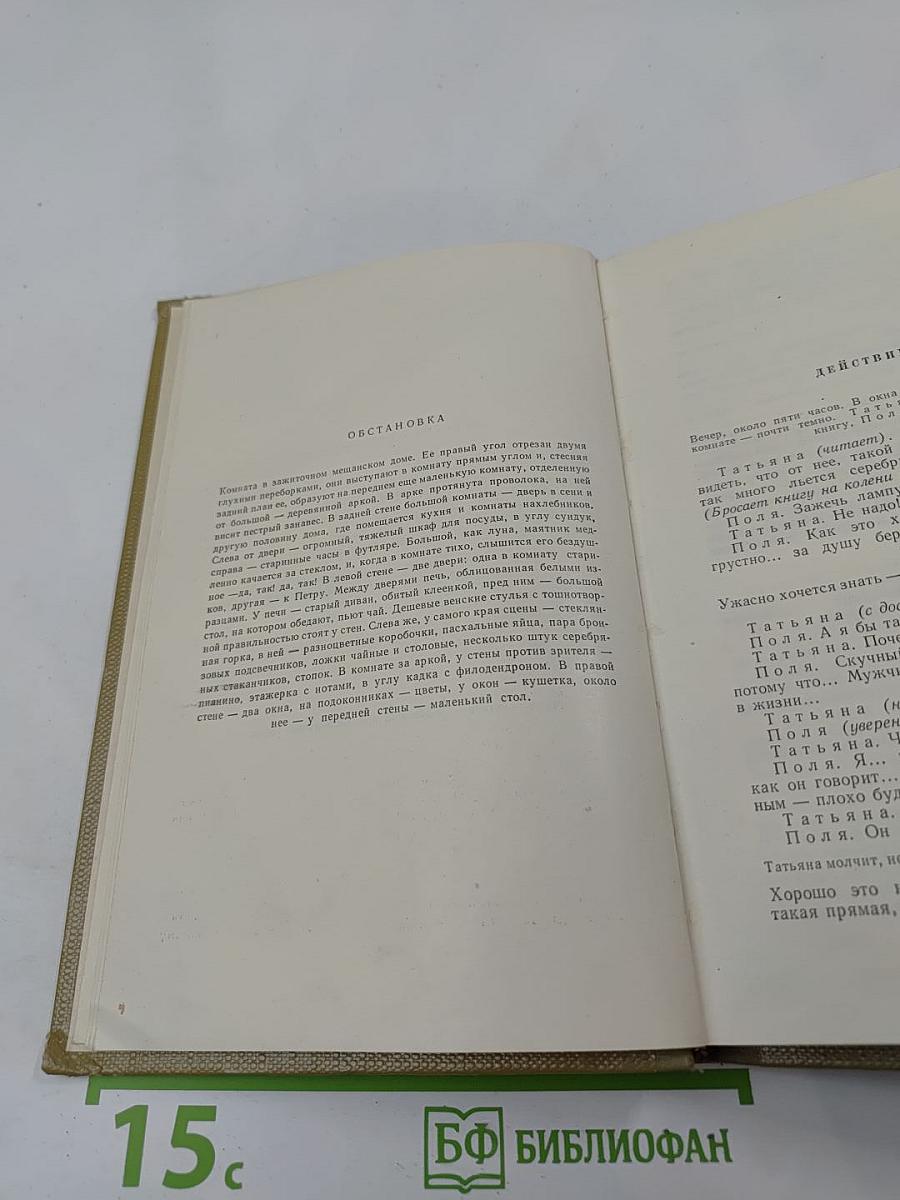 ОБСТАНОВКА
Комната в зажиточном мещанском доме. Ее правый угол отрезан двумя
глухими переборками, они выступают в комнату прямым углом и, стесняя
задний план ее, образуют на переднем еще маленькую комнату, отделенную
от большой — деревянной аркой. В арке протянута проволока, на ней
висит пестрый занавес. В задней стене большой комнаты — дверь в сени и
другую половину дома, где помещается кухня и комнаты нахлебников.
Слева от двери — огромный, тяжелый шкаф для посуды, в углу сундук,
справа — старинные часы в футляре. Большой, как луна, маятник мед-
ленно качается за стеклом, и, когда в комнате тихо, слышится его бездуш-
ное —да, так! да, так! В левой стене — две двери: одна в комнату стари-
ков, другая — к Петру. Между дверями печь, облицованная белыми из-
разцами. У печи — старый диван, обитый клеенкой, пред ним — большой
стол, на котором обедают, пьют чай. Дешевые венские стулья с тошнотвор-
ной правильностью стоят у стен. Слева же, у самого края сцены — стеклян-
ная горка, в ней — разноцветные коробочки, пасхальные яйца, пара брон-
зовых подсвечников, ложки чайные и столовые, несколько штук серебря-
ных стаканчиков, стопок. В комнате за аркой, у стены против зрителя —
пианино, этажерка с нотами, в углу кадка с филодендроном. В правой
стене — два окна, на подоконниках — цветы, у окон — кушетка, около
нее — у передней стены — маленький стол.
ДЕЙСТВИ
Вечер, около пяти часов. В окна
комнате — почти темно. Татья
книгу, Пол
Татьяна (читает).
видеть, что от нее, такой
так много льется серебр
(Бросает книгу на колени
Поля. Зажечь лампу
Татьяна. Не надо
Поля. Как это х
грустно... за душу бер
Ужасно хочется знать —
Татьяна (с дос
Поля. А я бы та
Татьяна. Поче
Поля. Скучный
потому что... Мужчи
в жизни...
Татьяна (н
Поля (уверен
Татьяна. Ч
Поля. Я...
как он говорит...
ным — плохо буд
Татьяна.
Поля. Он
Татьяна молчит, не
Хорошо это н
такая прямая,
15с
БФ БИБЛИОФАН